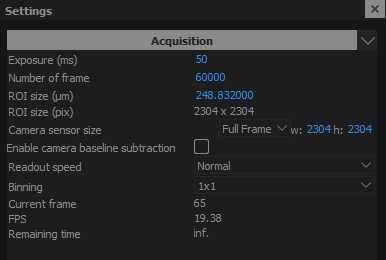 Settings
Acquisition
Exposure (ms) 50
Number of frame 60000
ROI size (µm) 248.832000
ROI size (pix) 2304 x 2304
Camera sensor size Full Frame w: 2304 h: 2304
Enable camera baseline subtraction
Readout speed Normal
Binning 1x1
Current frame 65
FPS 19.38
Remaining time inf.